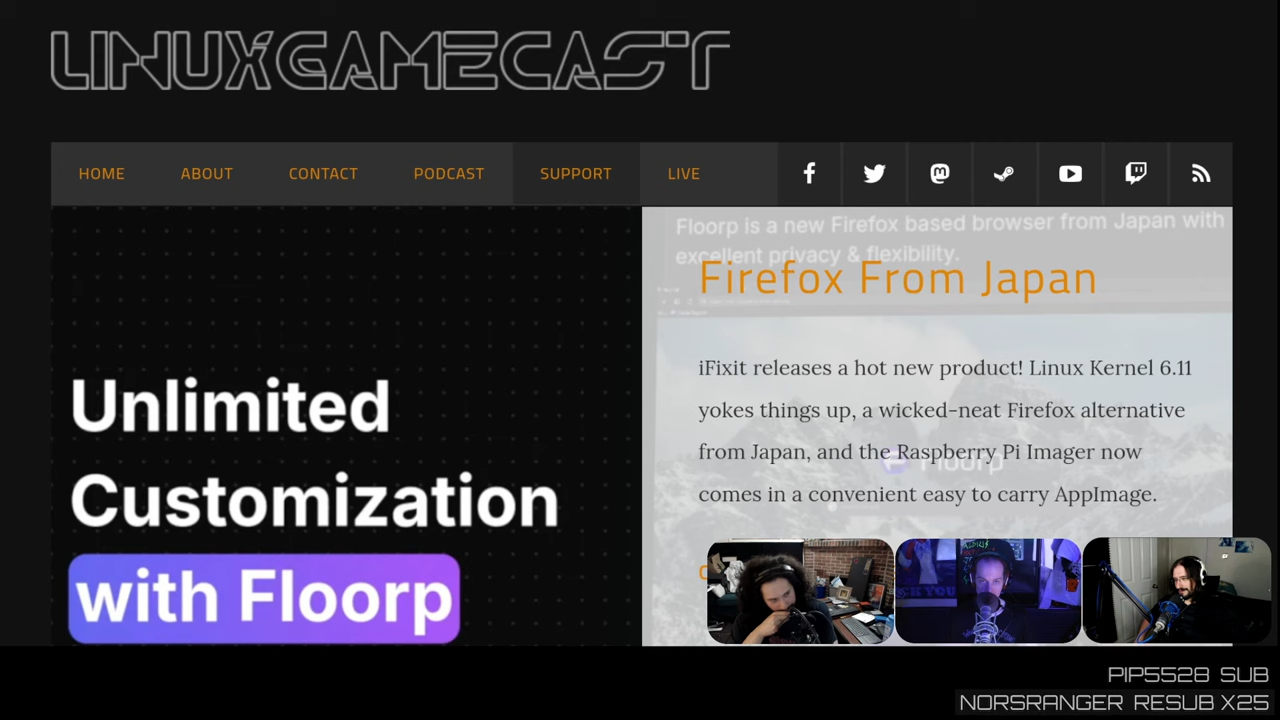 LINUXGAMECAST
HOME ABOUT CONTACT PODCAST SUPPORT LIVE
Unlimited
Customization
with Floorp
Floorp is a new Firefox based browser from Japan with
excellent privacy & flexibility.
Firefox From Japan
iFixit releases a hot new product! Linux Kernel 6.11
yokes things up, a wicked-neat Firefox alternative
from Japan, and the Raspberry Pi Imager now
comes in a convenient easy to carry AppImage.
Floorp
PIP5528 SUB
NORSRANGER RESUB X25